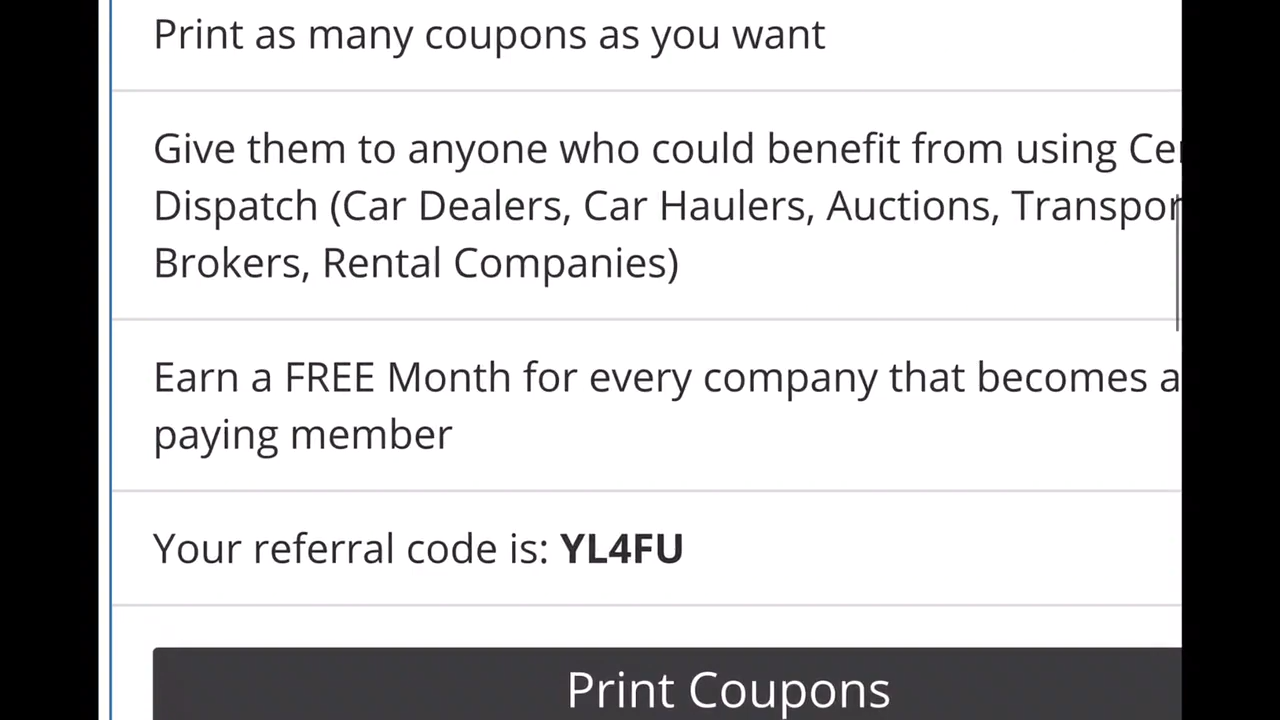 Print as many coupons as you want
Give them to anyone who could benefit from using
Dispatch (Car Dealers, Car Haulers, Auctions,
Brokers, Rental Companies)
Earn a FREE Month for every company that becomes a
paying member
Your referral code is: YL4FU
Print Coupons